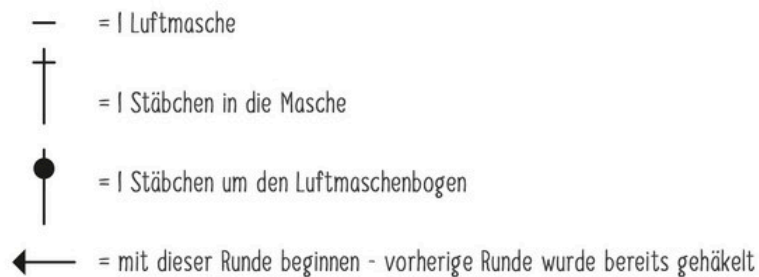 = 1 Luftmasche
= 1 Stäbchen in die Masche
= 1 Stäbchen um den Luftmaschenbogen
= mit dieser Runde beginnen - vorherige Runde wurde bereits gehäkelt